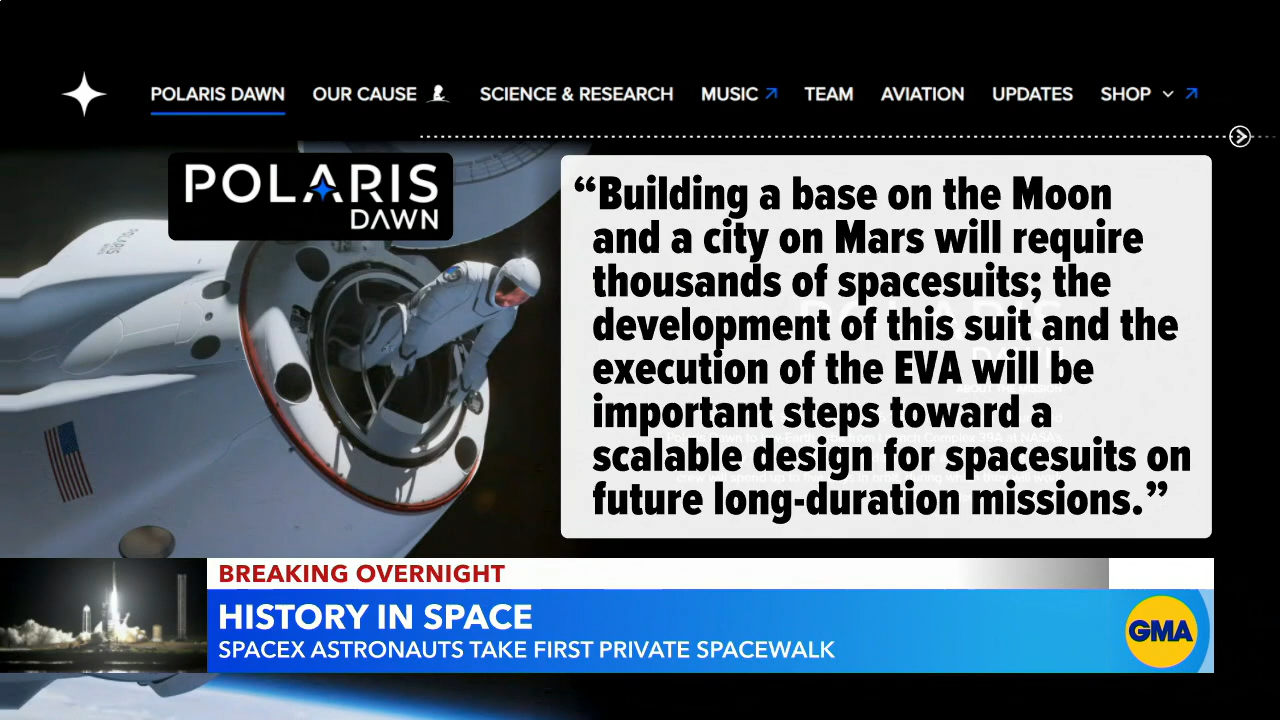 POLARIS DAWN OUR CAUSE SCIENCE & RESEARCH MUSIC TEAM AVIATION UPDATES SHOP
POLARIS
DAWN
“Building a base on the Moon
and a city on Mars will require
thousands of spacesuits; the
development of this suit and the
execution of the EVA will be
important steps toward a
scalable design for spacesuits on
future long-duration missions.”
BREAKING OVERNIGHT
HISTORY IN SPACE
SPACEX ASTRONAUTS TAKE FIRST PRIVATE SPACEWALK
GMA